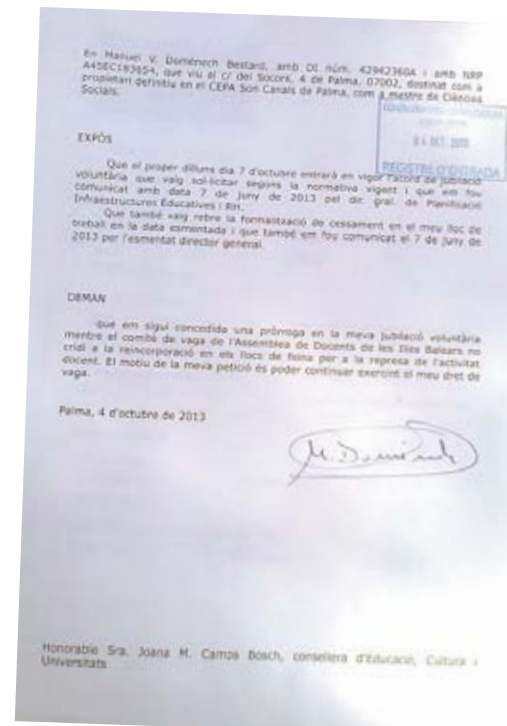 En Manuel V. Domènech Bestard, amb DI núm. 42942360A i amb NRP
A45EC183654, que viu al c/ del Socors, 4 de Palma, 07002, destinat com a
propietari definitiu en el CEPA Son Canals de Palma, com a mestre de Ciències
Socials.
04 OCT. 2013
REGISTRE D'ENTRADA
EXPÒS
Que el proper dilluns dia 7 d'octubre entrarà en vigor l'acord de jubilació
voluntària que vaig sol·licitar segons la normativa vigent i que em fou
comunicat amb data 7 de juny de 2013 pel dir. gral. de Planificació
Infraestructures Educatives i RH.
Que també vaig rebre la formalització de cessament en el meu lloc de
treball en la data esmentada i que també em fou comunicat el 7 de juny de
2013 per l'esmentat director general.
DEMAN
que em sigui concedida una pròrroga en la meva jubilació voluntària
mentre el comitè de vaga de l'Assemblea de Docents de les Illes Balears no
cridi a la reincorporació en els llocs de feina per a la represa de l'activitat
docent. El motiu de la meva petició és poder continuar exercint el meu dret de
vaga.
Palma, 4 d'octubre de 2013
M. Domènech
Honorable Sra. Joana M. Camps Bosch, consellera d'Educació, Cultura i
Universitats